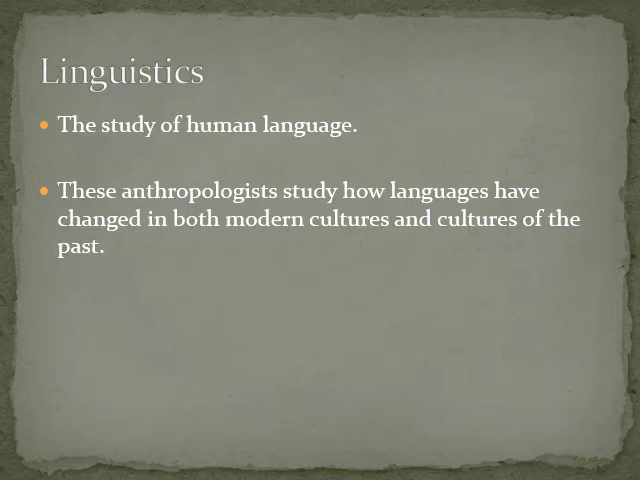 Linguistics
The study of human language.
These anthropologists study how languages have
changed in both modern cultures and cultures of the
past.